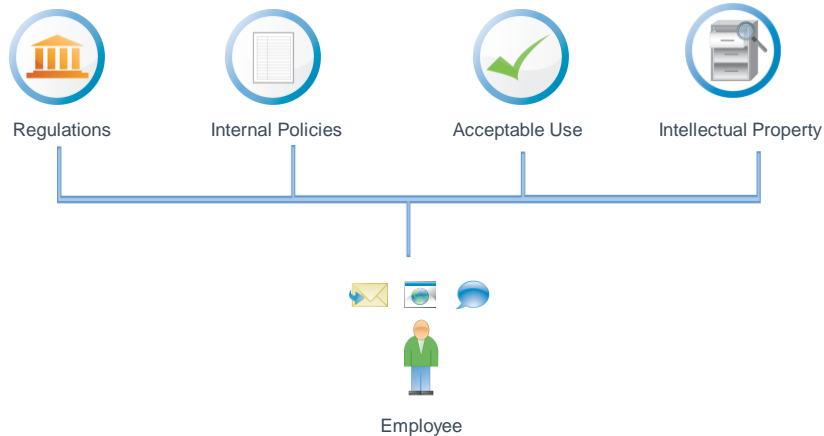 Regulations
Internal Policies
Acceptable Use
Intellectual Property
Employee